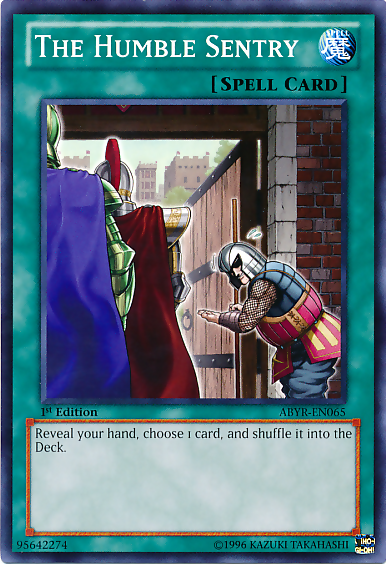 The Humble Sentry
SPELL
魔
[Spell Card]
1st Edition
ABYR-EN065
Reveal your hand, choose 1 card, and shuffle it into the
Deck.
95642274
©1996 KAZUKI TAKAHASHI